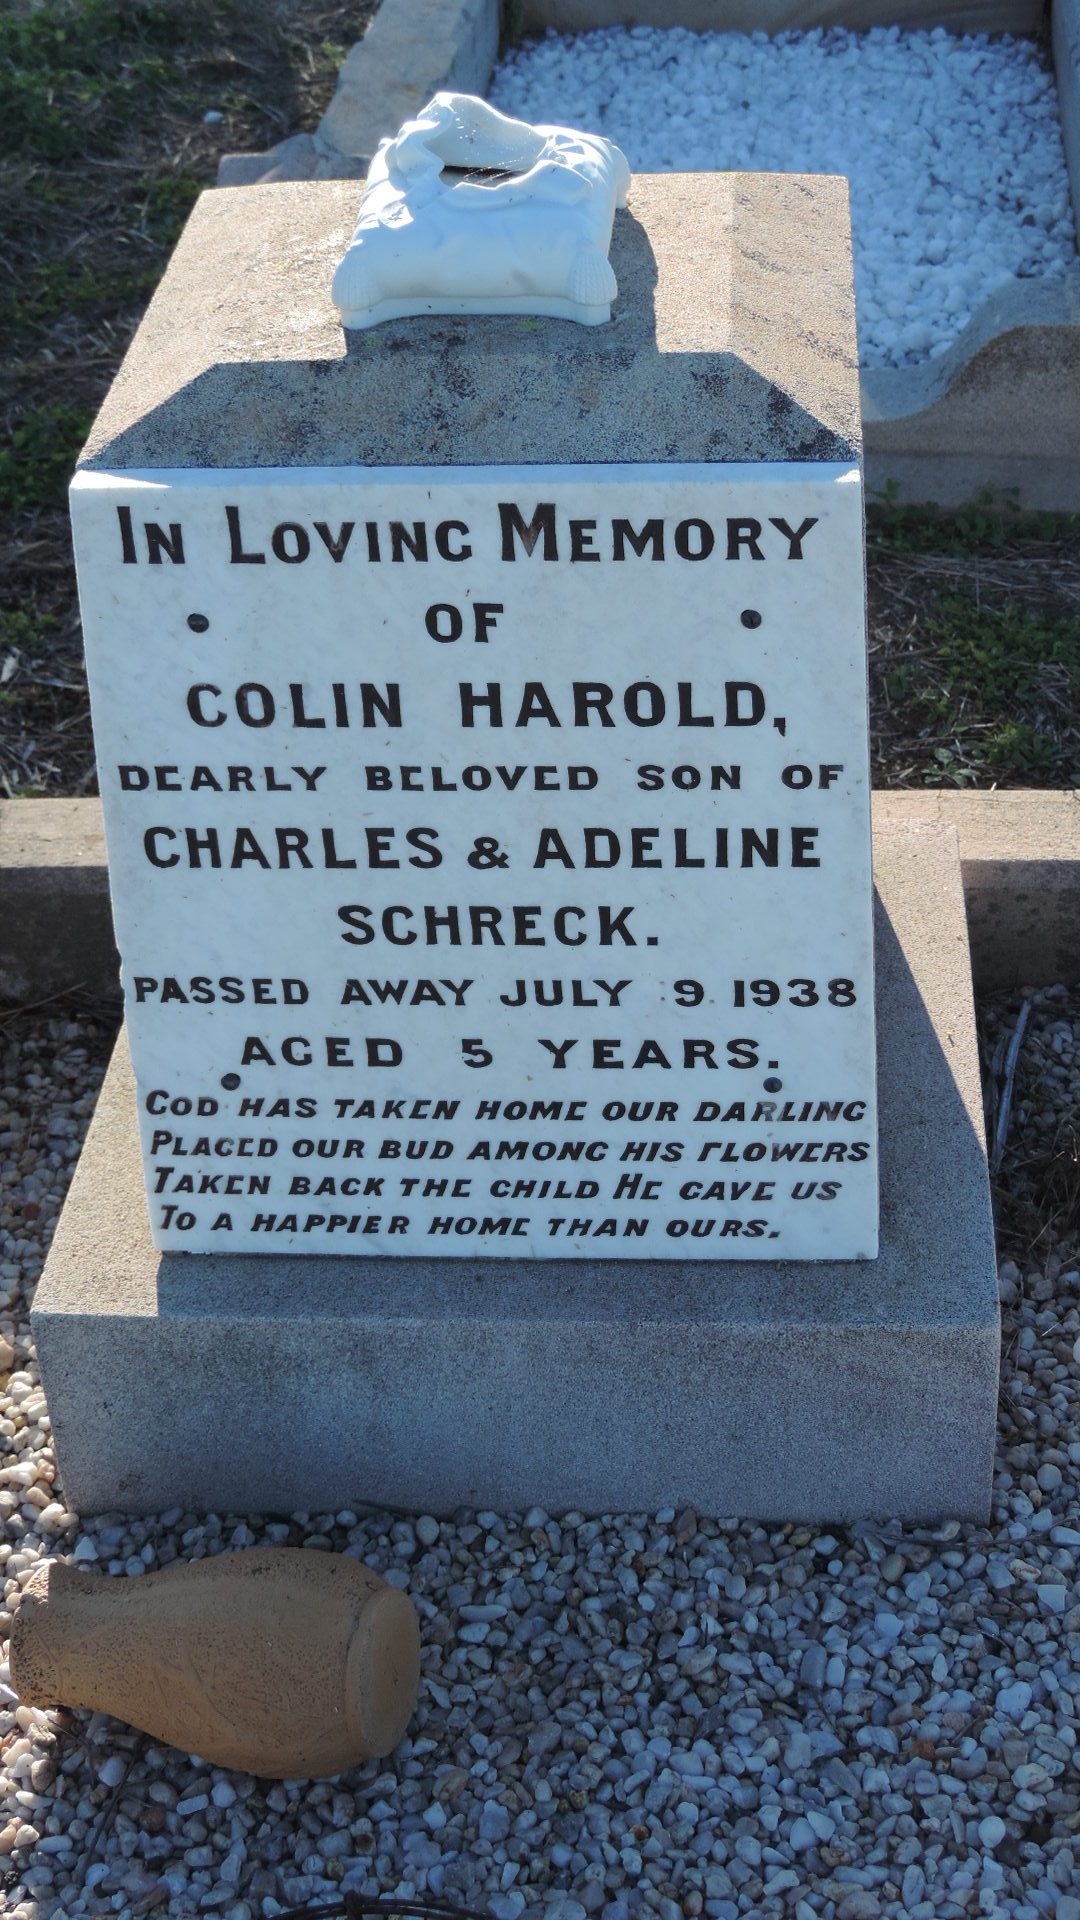 IN LOVING MEMORY
OF
COLIN HAROLD,
DEARLY BELOVED SON OF
CHARLES & ADELINE
SCHRECK.
PASSED AWAY JULY 9. 1938
AGED 5 YEARS.
GOD HAS TAKEN HOME OUR DARLING
PLACED OUR BUD AMONG HIS FLOWERS
TAKEN BACK THE CHILD HE GAVE US
TO A HAPPIER HOME THAN OURS.